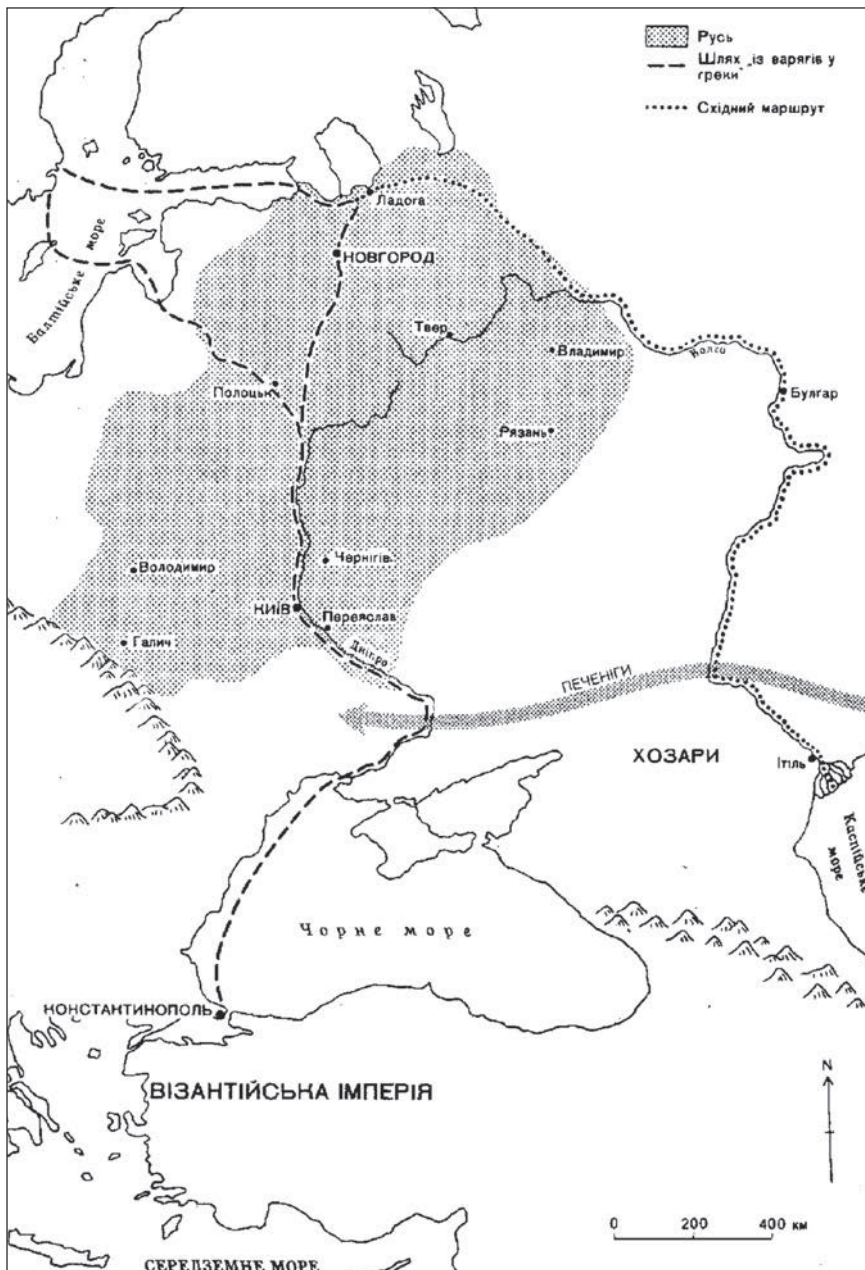 Русь
Шлях „із варягів у
греки"
Східний маршрут
Ладога
НОВГОРОД
Балтійське море
Твер
Владимир
Волга
Булгар
Полоцьк
Рязань
Чернігів
Володимир
КИЇВ
Переяслав
Галич
Дніпро
ПЕЧЕНІГИ
ХОЗАРИ
Ітіль
Каспійське
море
Чорне море
КОНСТАНТИНОПОЛЬ
ВІЗАНТІЙСЬКА ІМПЕРІЯ
N
0 200 400 км
СЕРЕДЗЕМНЕ МОРЕ